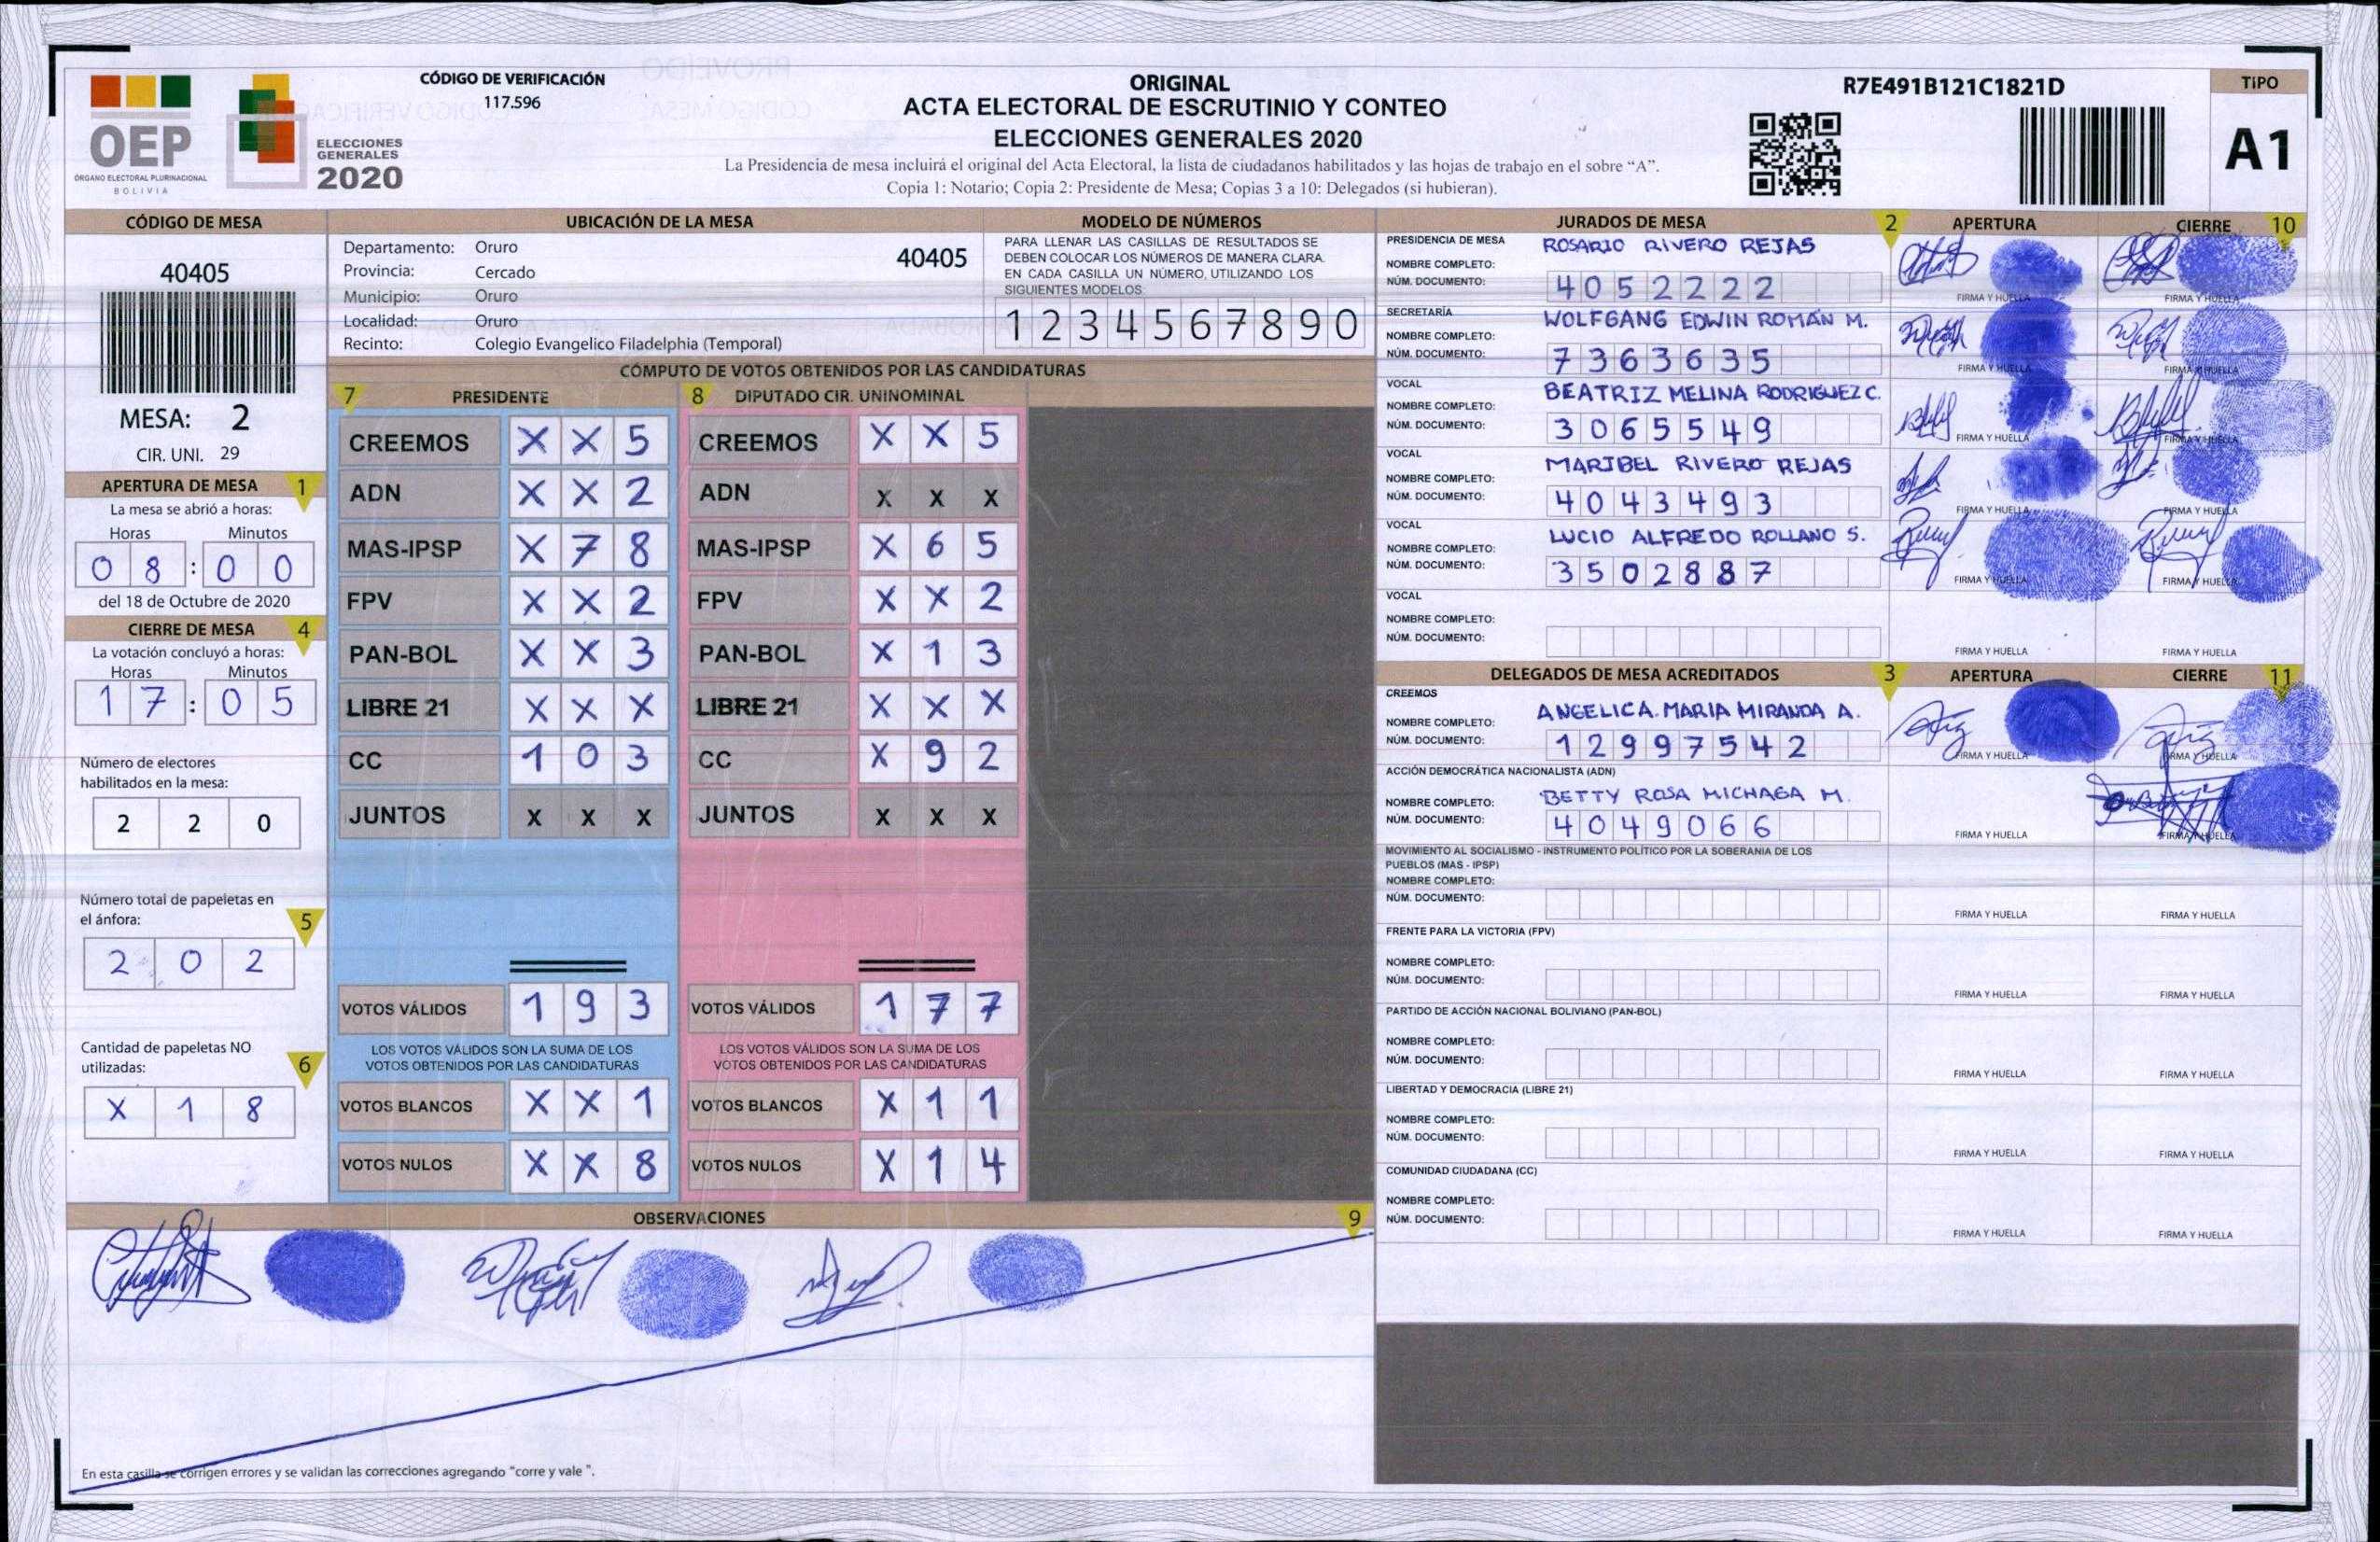 OEP
ÓRGANO ELECTORAL PLURINACIONAL
BOLIVIA
ELECCIONES
GENERALES
2020
CÓDIGO DE VERIFICACIÓN
117.596
ORIGINAL
ACTA ELECTORAL DE ESCRUTINIO Y CONTEO
ELECCIONES GENERALES 2020
La Presidencia de mesa incluirá el original del Acta Electoral, la lista de ciudadanos habilitados y las hojas de trabajo en el sobre “A”.
Copia 1: Notario; Copia 2: Presidente de Mesa; Copias 3 a 10: Delegados (si hubieran).
R7E491B121C1821D
TIPO
A1
CÓDIGO DE MESA
40405
MESA: 2
CIR. UNI. 29
APERTURA DE MESA 1
La mesa se abrió a horas:
Horas Minutos
0 8 : 0 0
del 18 de Octubre de 2020
CIERRE DE MESA 4
La votación concluyó a horas:
Horas Minutos
1 7 : 0 5
Número de electores
habilitados en la mesa:
2 2 0
Número total de papeletas en
el ánfora: 5
2 0 2
Cantidad de papeletas NO
utilizadas: 6
X 1 8
UBICACIÓN DE LA MESA
Departamento: Oruro
40405
Provincia: Cercado
Municipio: Oruro
Localidad: Oruro
Recinto: Colegio Evangelico Filadelphia (Temporal)
MODELO DE NÚMEROS
PARA LLENAR LAS CASILLAS DE RESULTADOS SE
DEBEN COLOCAR LOS NÚMEROS DE MANERA CLARA.
EN CADA CASILLA UN NÚMERO, UTILIZANDO LOS
SIGUIENTES MODELOS:
1 2 3 4 5 6 7 8 9 0
CÓMPUTO DE VOTOS OBTENIDOS POR LAS CANDIDATURAS
7 PRESIDENTE
CREEMOS X X 5
ADN X X 2
MAS-IPSP X 7 8
FPV X X 2
PAN-BOL X X 3
LIBRE 21 X X X
CC 1 0 3
JUNTOS X X X
VOTOS VÁLIDOS 1 9 3
LOS VOTOS VÁLIDOS SON LA SUMA DE LOS
VOTOS OBTENIDOS POR LAS CANDIDATURAS
VOTOS BLANCOS X X 1
VOTOS NULOS X X 8
8 DIPUTADO CIR. UNINOMINAL
CREEMOS X X 5
ADN X X X
MAS-IPSP X 6 5
FPV X X 2
PAN-BOL X 1 3
LIBRE 21 X X X
CC X 9 2
JUNTOS X X X
VOTOS VÁLIDOS 1 7 7
LOS VOTOS VÁLIDOS SON LA SUMA DE LOS
VOTOS OBTENIDOS POR LAS CANDIDATURAS
VOTOS BLANCOS X 1 1
VOTOS NULOS X 1 4
OBSERVACIONES 9
En esta casilla se corrigen errores y se validan las correcciones agregando "corre y vale ".
JURADOS DE MESA 2 APERTURA CIERRE 10
PRESIDENCIA DE MESA
NOMBRE COMPLETO: ROSARIO RIVERO REJAS
NÚM. DOCUMENTO: 4052222
FIRMA Y HUELLA FIRMA Y HUELLA
SECRETARÍA
NOMBRE COMPLETO: WOLFGANG EDWIN ROMÁN M.
NÚM. DOCUMENTO: 7363635
FIRMA Y HUELLA FIRMA Y HUELLA
VOCAL
NOMBRE COMPLETO: BEATRIZ MELINA RODRIGUEZ C.
NÚM. DOCUMENTO: 3065549
FIRMA Y HUELLA FIRMA Y HUELLA
VOCAL
NOMBRE COMPLETO: MARIBEL RIVERO REJAS
NÚM. DOCUMENTO: 4043493
FIRMA Y HUELLA FIRMA Y HUELLA
VOCAL
NOMBRE COMPLETO: LUCIO ALFREDO ROLLANO S.
NÚM. DOCUMENTO: 3502887
FIRMA Y HUELLA FIRMA Y HUELLA
VOCAL
NOMBRE COMPLETO:
NÚM. DOCUMENTO:
FIRMA Y HUELLA FIRMA Y HUELLA
DELEGADOS DE MESA ACREDITADOS 3 APERTURA CIERRE 11
CREEMOS
NOMBRE COMPLETO: ANGELICA MARIA MIRANDA A.
NÚM. DOCUMENTO: 12997542
FIRMA Y HUELLA FIRMA Y HUELLA
ACCIÓN DEMOCRÁTICA NACIONALISTA (ADN)
NOMBRE COMPLETO: BETTY ROSA MICHAGA M.
NÚM. DOCUMENTO: 4049066
FIRMA Y HUELLA FIRMA Y HUELLA
MOVIMIENTO AL SOCIALISMO - INSTRUMENTO POLÍTICO POR LA SOBERANIA DE LOS
PUEBLOS (MAS - IPSP)
NOMBRE COMPLETO:
NÚM. DOCUMENTO:
FIRMA Y HUELLA FIRMA Y HUELLA
FRENTE PARA LA VICTORIA (FPV)
NOMBRE COMPLETO:
NÚM. DOCUMENTO:
FIRMA Y HUELLA FIRMA Y HUELLA
PARTIDO DE ACCIÓN NACIONAL BOLIVIANO (PAN-BOL)
NOMBRE COMPLETO:
NÚM. DOCUMENTO:
FIRMA Y HUELLA FIRMA Y HUELLA
LIBERTAD Y DEMOCRACIA (LIBRE 21)
NOMBRE COMPLETO:
NÚM. DOCUMENTO:
FIRMA Y HUELLA FIRMA Y HUELLA
COMUNIDAD CIUDADANA (CC)
NOMBRE COMPLETO:
NÚM. DOCUMENTO:
FIRMA Y HUELLA FIRMA Y HUELLA